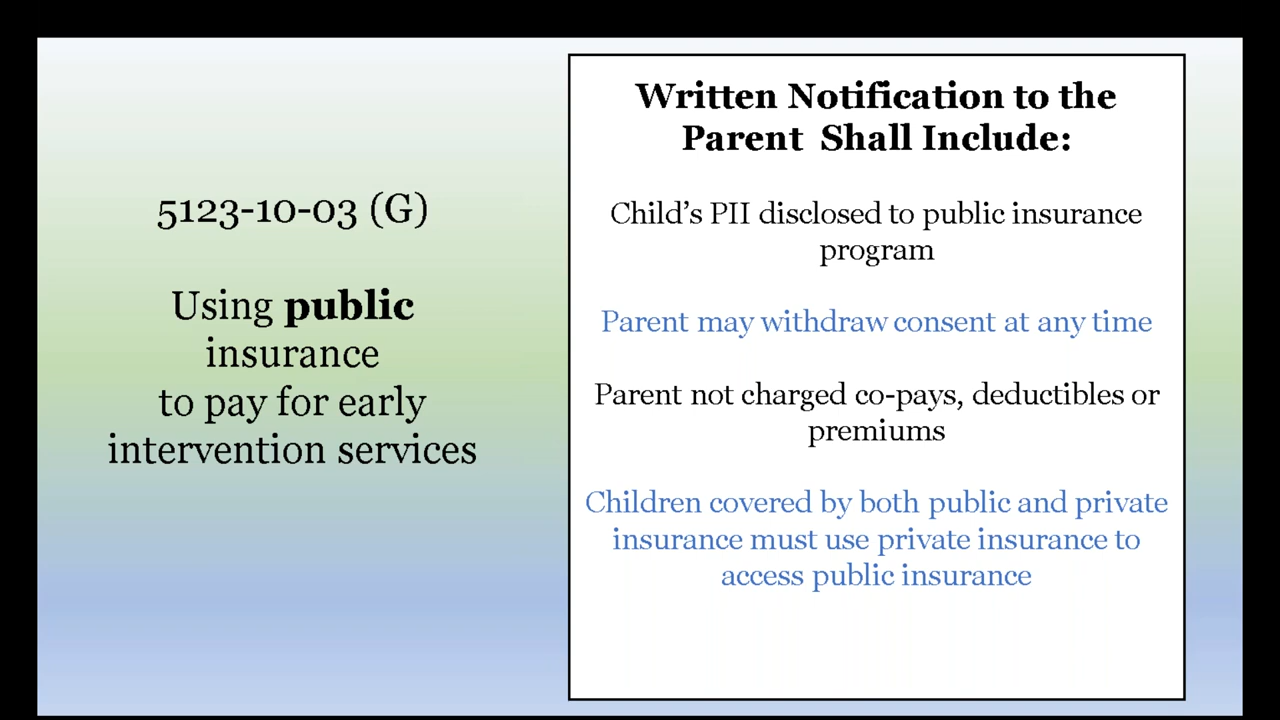 5123-10-03 (G)
Using public
insurance
to pay for early
intervention services
Written Notification to the
Parent  Shall Include:
Child’s PII disclosed to public insurance
program
Parent may withdraw consent at any time
Parent not charged co-pays, deductibles or
premiums
Children covered by both public and private
insurance must use private insurance to
access public insurance